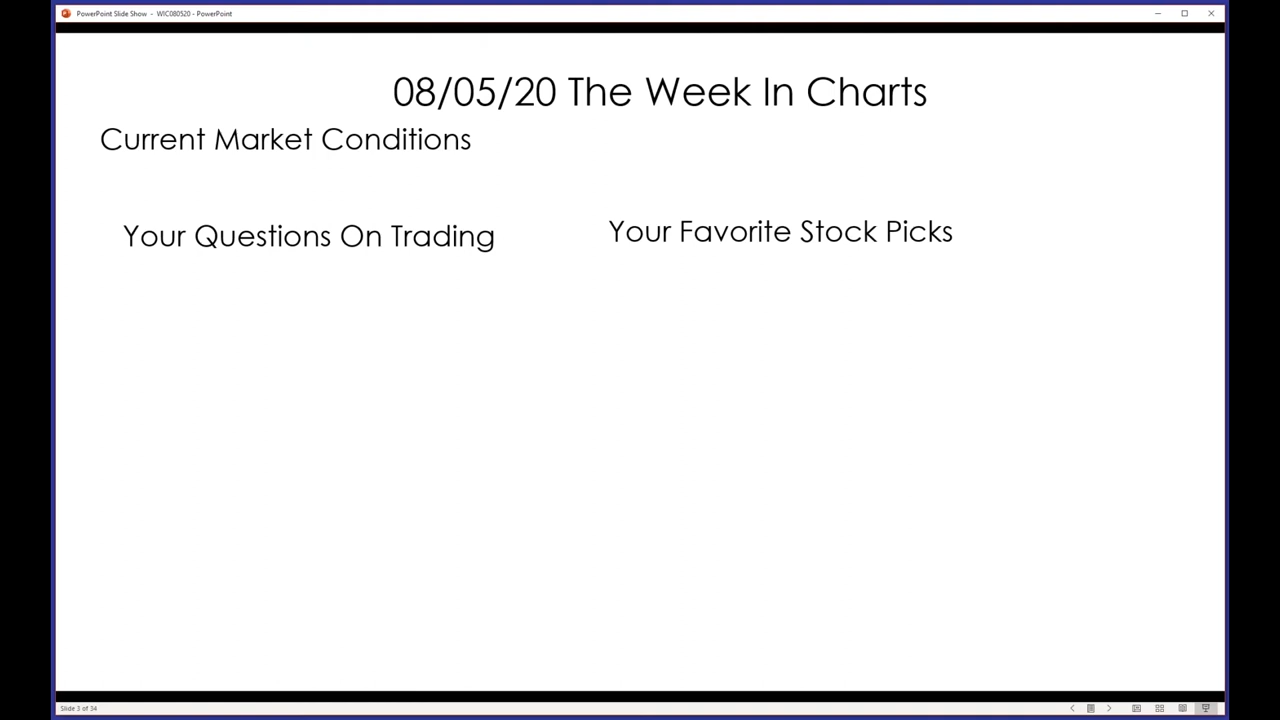 PowerPoint Slide Show - WIC080520 - PowerPoint
08/05/20 The Week In Charts
Current Market Conditions
Your Questions On Trading
Your Favorite Stock Picks
Slide 3 of 34